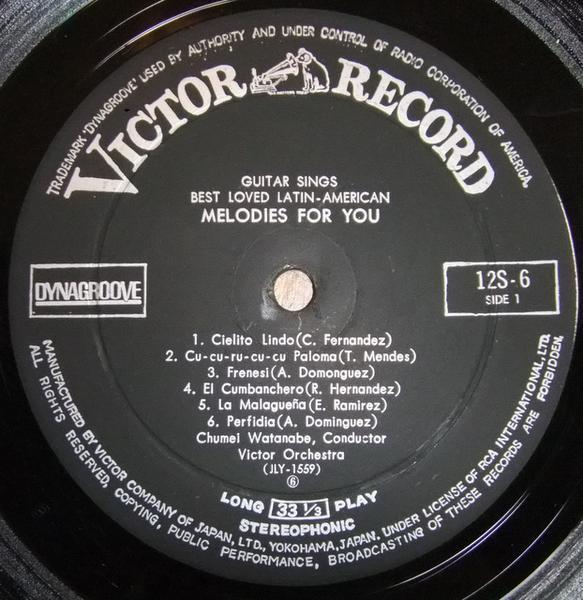 TRADEMARK 'DYNAGROOVE' USED BY AUTHORITY AND UNDER CONTROL OF RADIO CORPORATION OF AMERICA.
VICTOR RECORD
GUITAR SINGS
BEST LOVED LATIN-AMERICAN
MELODIES FOR YOU
DYNAGROOVE
12S-6
SIDE 1
1. Cielito Lindo(C. Fernandez)
2. Cu-cu-ru-cu-cu Paloma(T. Mendes)
3. Frenesi(A. Domonguez)
4. El Cumbanchero(R. Hernandez)
5. La Malagueña(E. Ramirez)
6. Perfidia(A. Dominguez)
Chumei Watanabe, Conductor
Victor Orchestra
(JLY-1559)
⑥
LONG 33 1/3 PLAY
STEREOPHONIC
MANUFACTURED BY VICTOR COMPANY OF JAPAN, LTD., YOKOHAMA, JAPAN, UNDER LICENSE OF RCA INTERNATIONAL, LTD.
ALL RIGHTS RESERVED, COPYING, PUBLIC PERFORMANCE, BROADCASTING OF THESE RECORDS ARE FORBIDDEN.